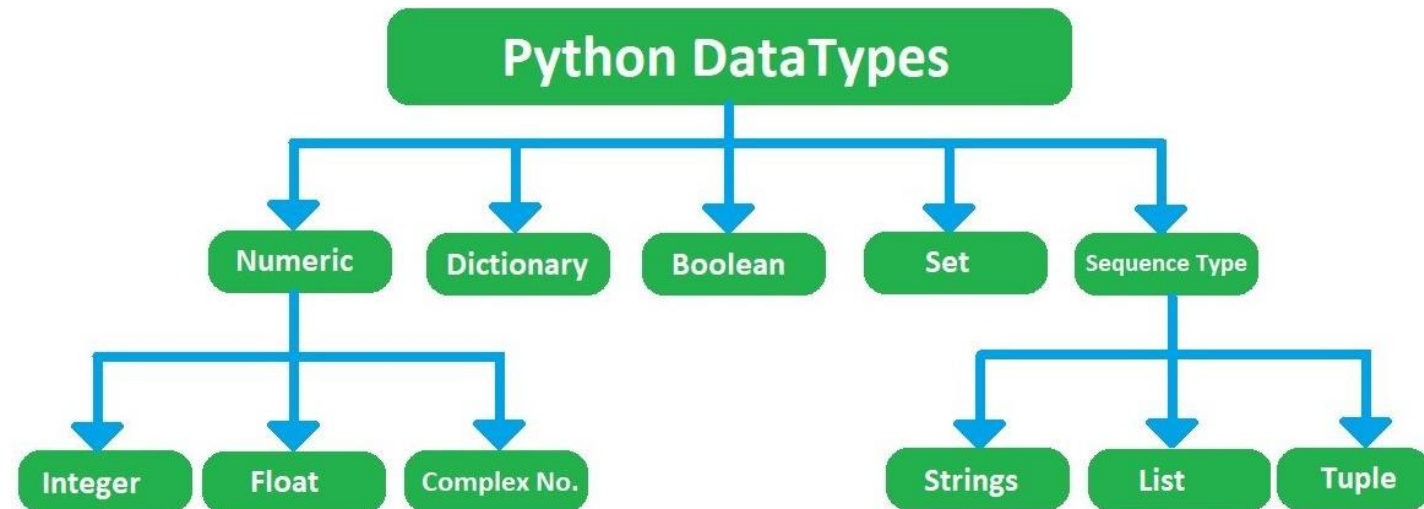 Python DataTypes
Numeric
Dictionary
Boolean
Set
Sequence Type
Integer
Float
Complex No.
Strings
List
Tuple